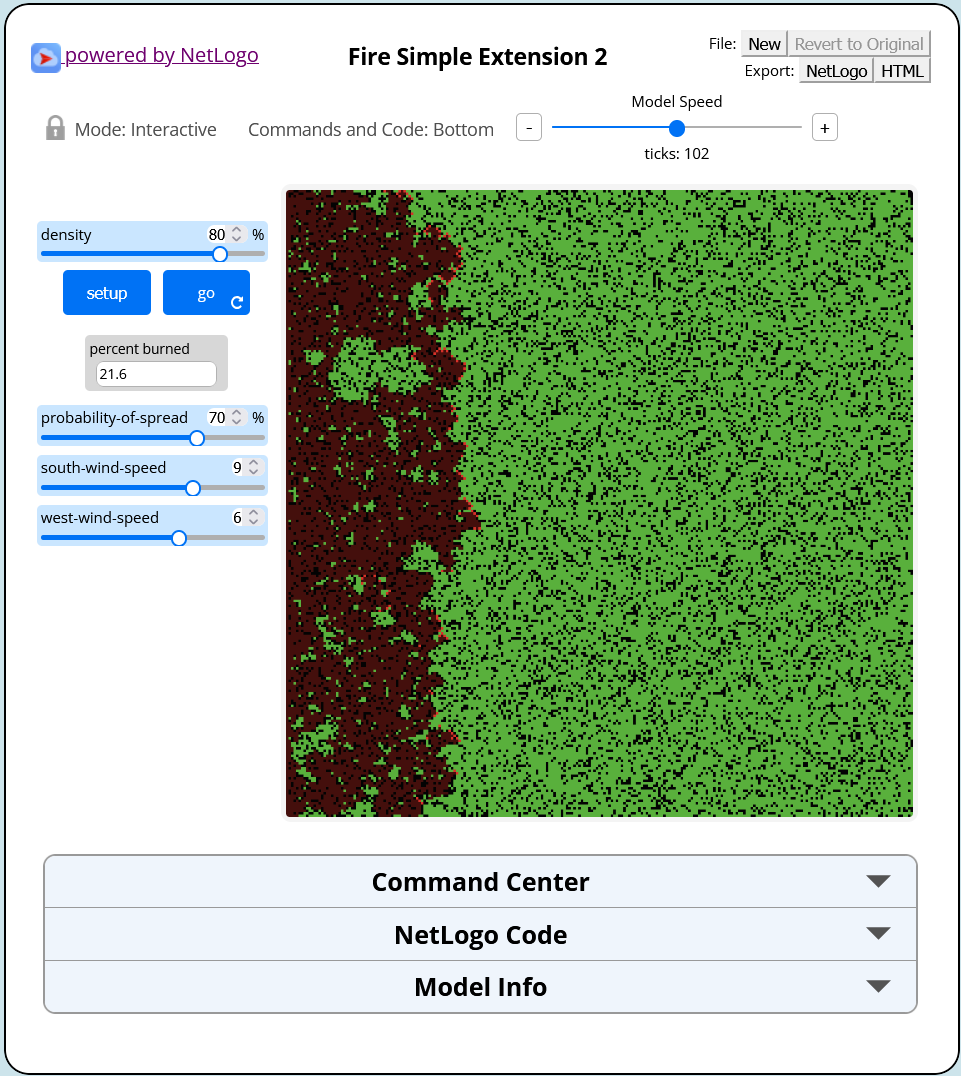 powered by NetLogo
Fire Simple Extension 2
File: New Revert to Original
Export: NetLogo HTML
Mode: Interactive
Commands and Code: Bottom
Model Speed
- +
ticks: 102
density 80 %
setup go
percent burned
21.6
probability-of-spread 70 %
south-wind-speed 9
west-wind-speed 6
Command Center
NetLogo Code
Model Info